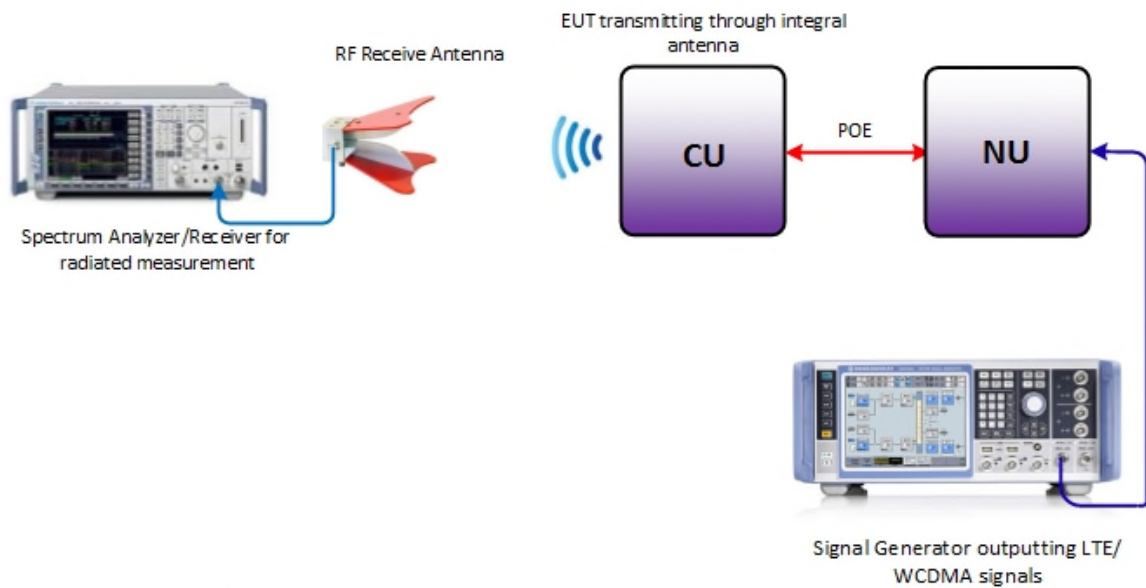 EUT transmitting through integral
antenna
RF Receive Antenna
CU
POE
NU
Spectrum Analyzer/Receiver for
radiated measurement
Signal Generator outputting LTE/
WCDMA signals